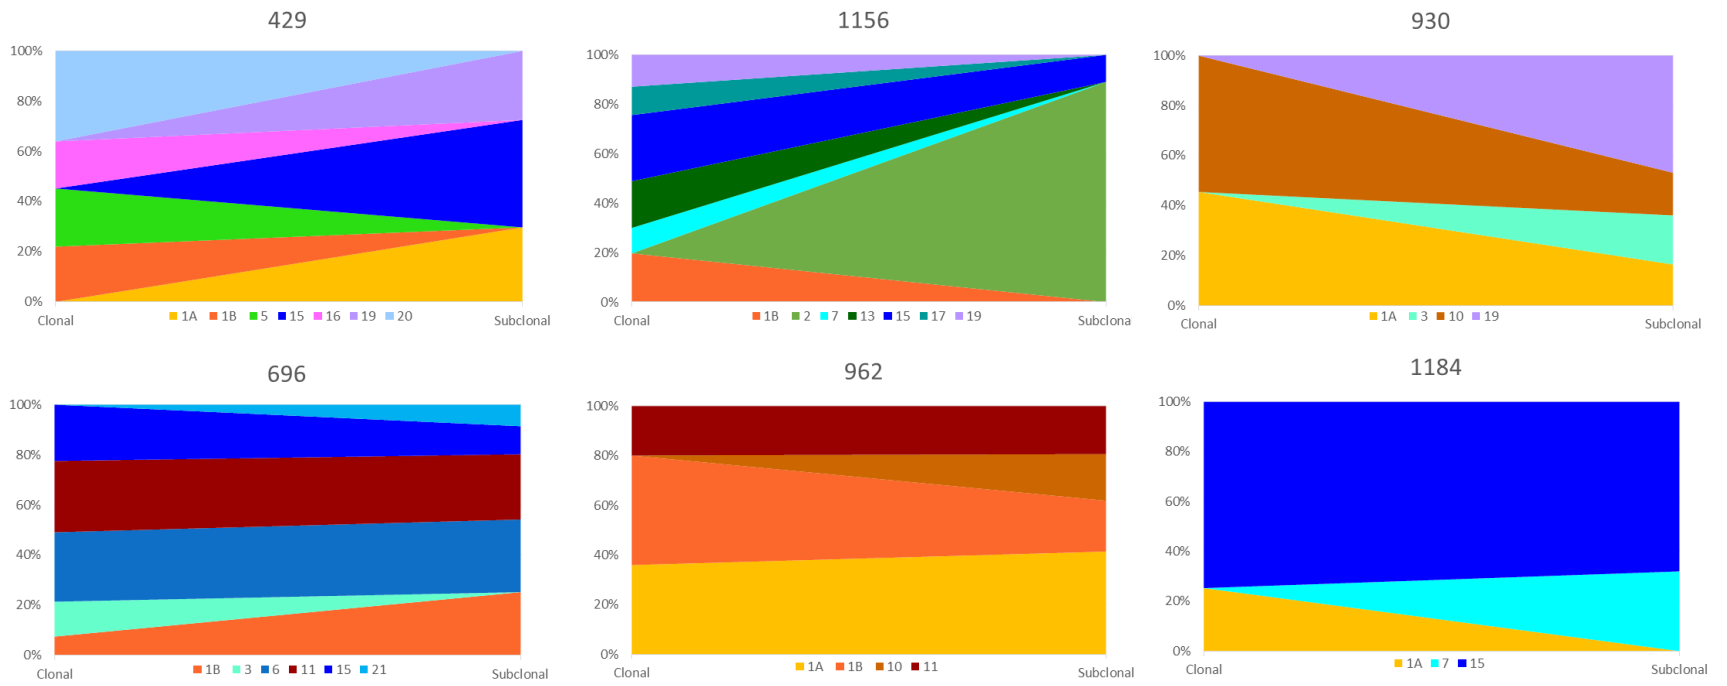 429
100%
80%
60%
40%
20%
0%
Clonal
Subclonal
1A 1B 5 15 16 19 20
1156
100%
80%
60%
40%
20%
0%
Clonal
Subclona
1B 2 7 13 15 17 19
930
100%
80%
60%
40%
20%
0%
Clonal
Subclonal
1A 3 10 19
696
100%
80%
60%
40%
20%
0%
Clonal
Subclonal
1B 3 6 11 15 21
962
100%
80%
60%
40%
20%
0%
Clonal
Subclonal
1A 1B 10 11
1184
100%
80%
60%
40%
20%
0%
Clonal
Subclonal
1A 7 15